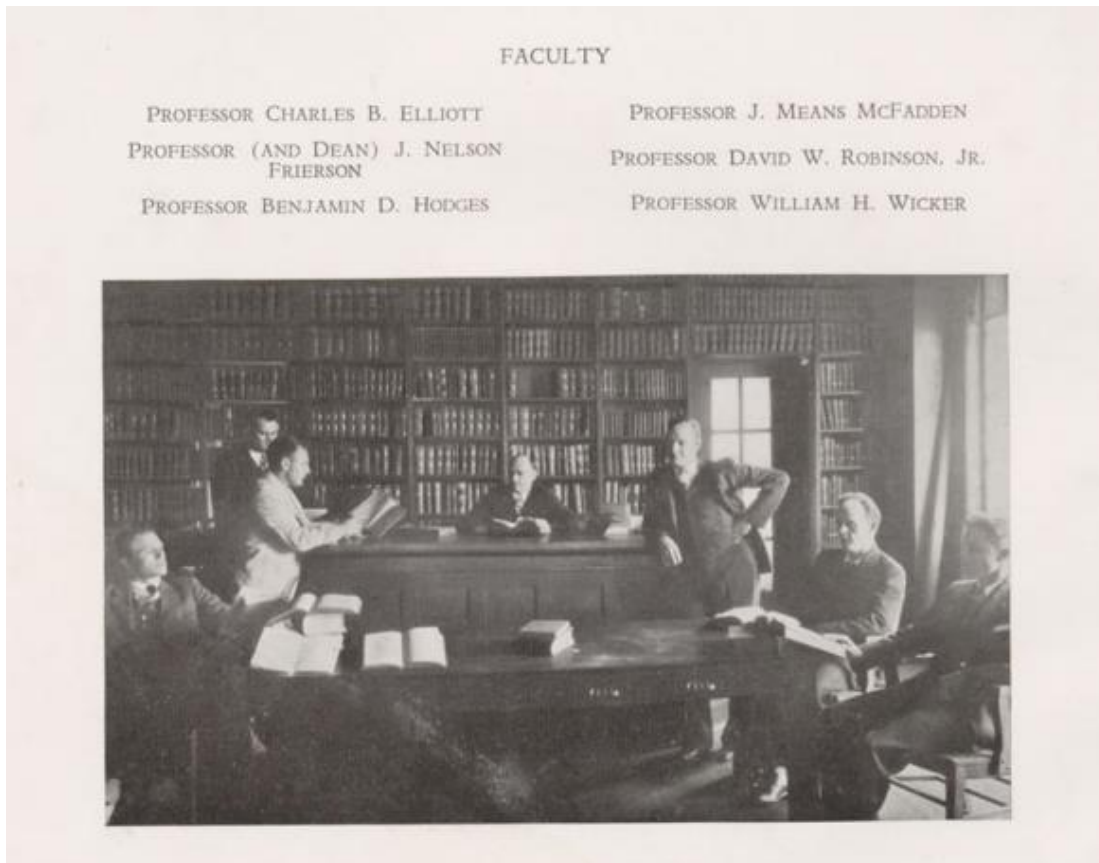 FACULTY
PROFESSOR CHARLES B. ELLIOTT
PROFESSOR (AND DEAN) J. NELSON
FRIERSON
PROFESSOR BENJAMIN D. HODGES
PROFESSOR J. MEANS MCFADDEN
PROFESSOR DAVID W. ROBINSON, JR.
PROFESSOR WILLIAM H. WICKER